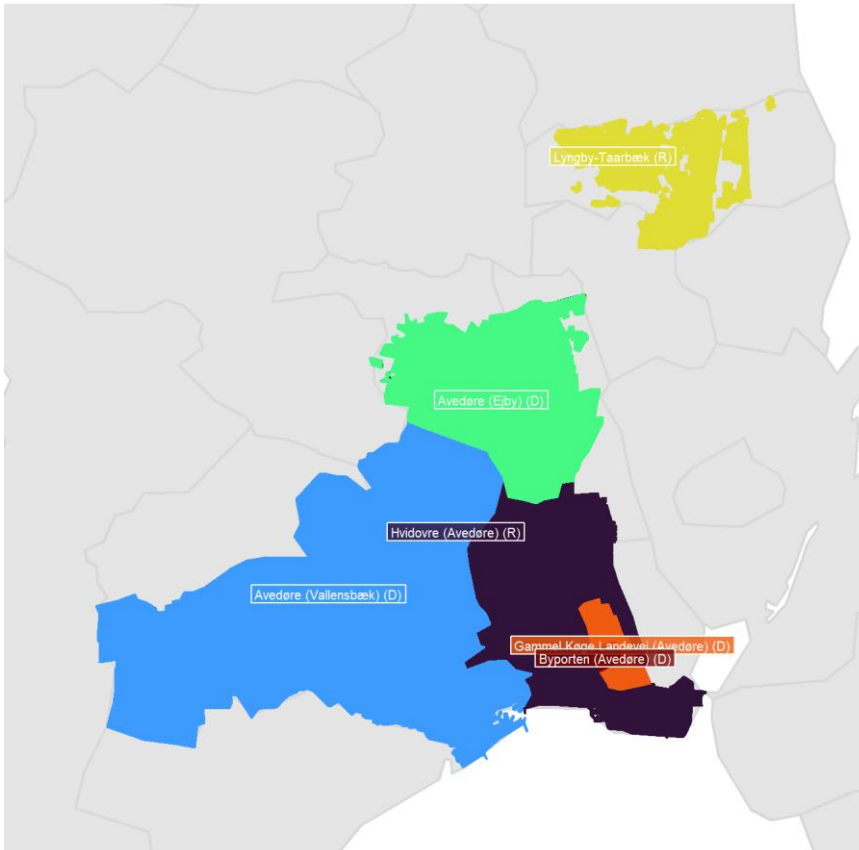 Lyngby-Taarbæk (R)
Avedøre (Ejby) (D)
Hvidovre (Avedøre) (R)
Avedøre (Vallensbæk) (D)
Gammel Køge Landevej (Avedøre) (D)
Byporten (Avedøre) (D)